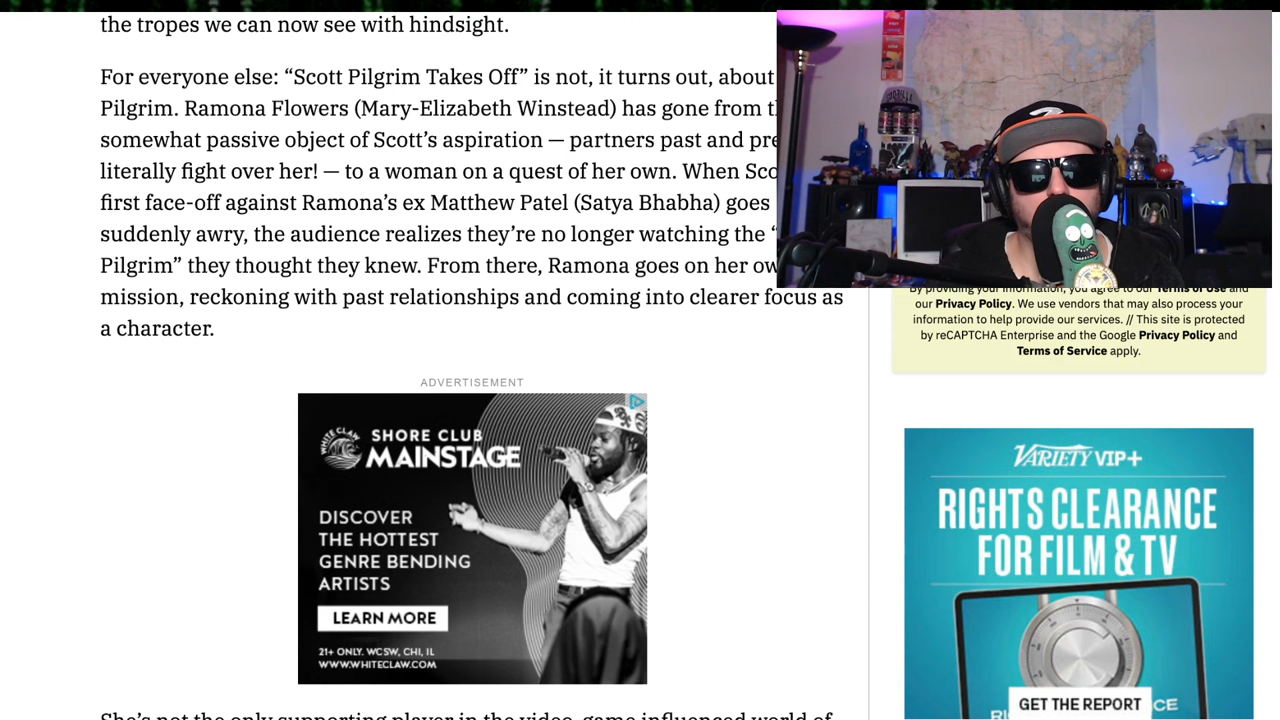 the tropes we can now see with hindsight.
For everyone else: “Scott Pilgrim Takes Off” is not, it turns out, about
Pilgrim. Ramona Flowers (Mary-Elizabeth Winstead) has gone from
somewhat passive object of Scott’s aspiration — partners past and
literally fight over her! — to a woman on a quest of her own. When
first face-off against Ramona’s ex Matthew Patel (Satya Bhabha) goes
suddenly awry, the audience realizes they’re no longer watching the “
Pilgrim” they thought they knew. From there, Ramona goes on her
mission, reckoning with past relationships and coming into clearer focus as
a character.
ADVERTISEMENT
WHITE CLAW
SHORE CLUB
MAINSTAGE
DISCOVER
THE HOTTEST
GENRE BENDING
ARTISTS
LEARN MORE
21+ ONLY. WCSW, CHI, IL
WWW.WHITECLAW.COM
She’s not the only supporting player in the video-game influenced world of
By providing your information, you agree to our Terms of Use and
our Privacy Policy. We use vendors that may also process your
information to help provide our services. // This site is protected
by reCAPTCHA Enterprise and the Google Privacy Policy and
Terms of Service apply.
VARIETY VIP+
RIGHTS CLEARANCE
FOR FILM & TV
GET THE REPORT